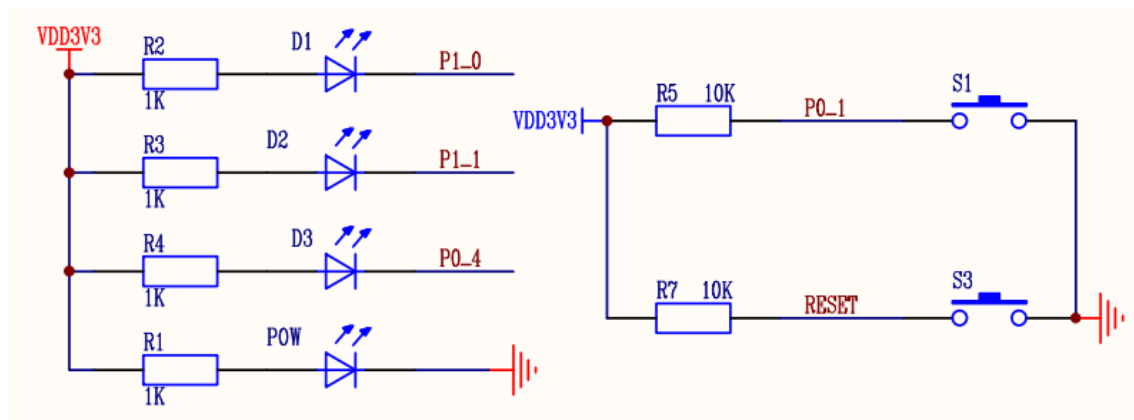 VDD3V3
R2
D1
P1_0
1K
R3
D2
P1_1
1K
R4
D3
P0_4
1K
R1
POW
1K
VDD3V3
R5 10K
P0_1
S1
R7 10K
RESET
S3